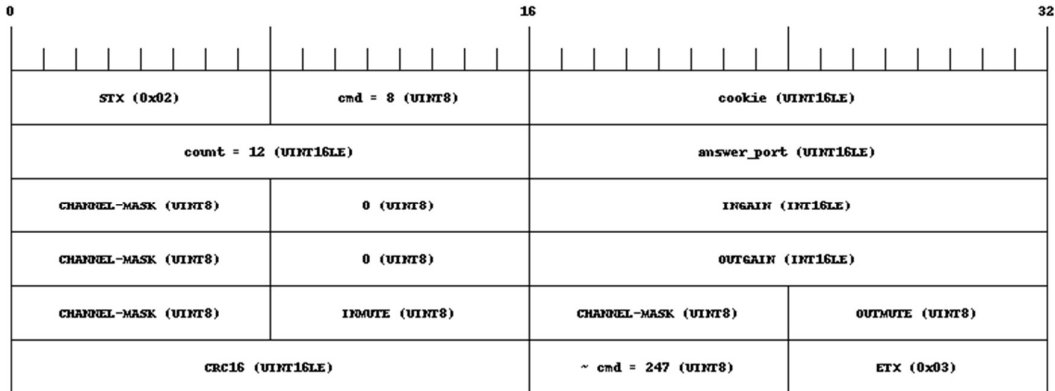 0 16 32
STX (0x02) cmd = 8 (UINT8) cookie (UINT16LE)
count = 12 (UINT16LE) answer_port (UINT16LE)
CHANNEL-MASK (UINT8) 0 (UINT8) INGAIN (INT16LE)
CHANNEL-MASK (UINT8) 0 (UINT8) OUTGAIN (INT16LE)
CHANNEL-MASK (UINT8) INMUTE (UINT8) CHANNEL-MASK (UINT8) OUTMUTE (UINT8)
CRC16 (UINT16LE) ~ cmd = 247 (UINT8) ETX (0x03)